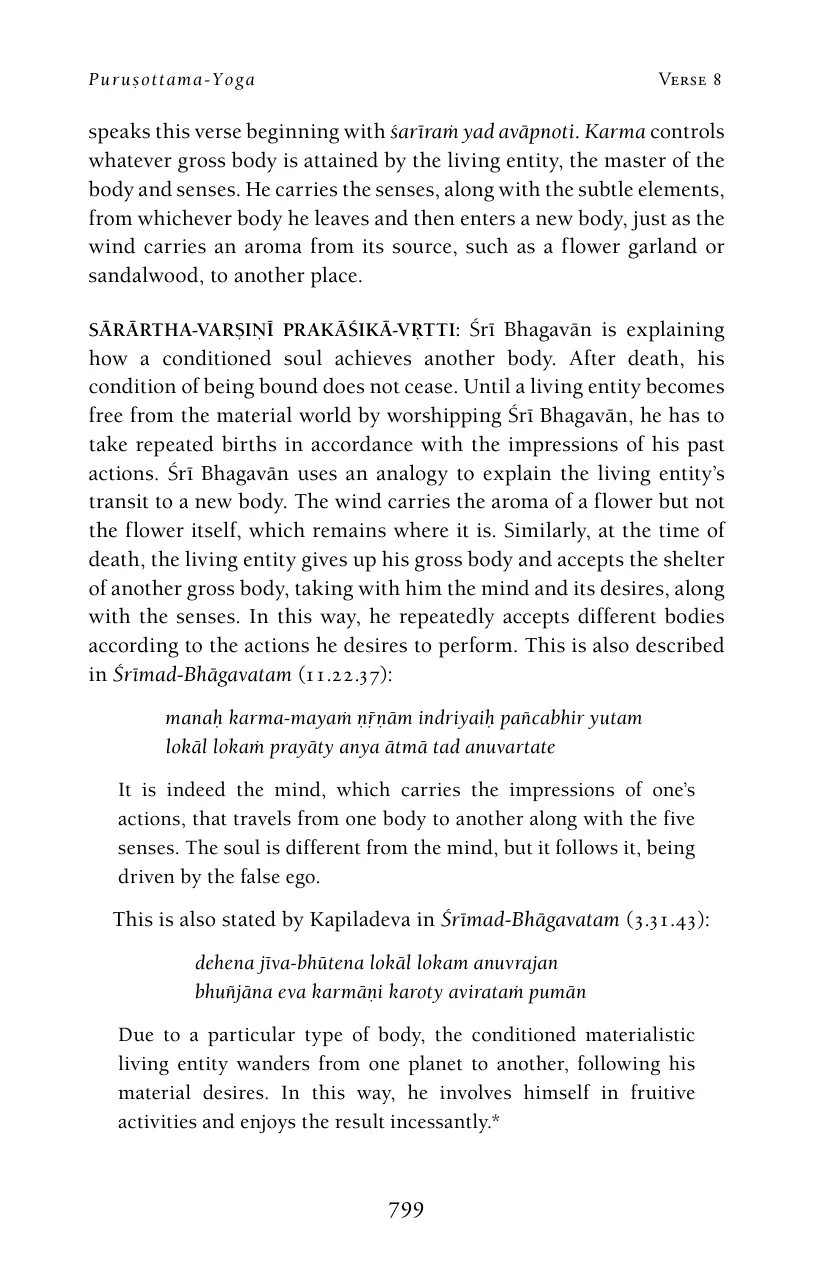 Puruṣottama-Yoga Verse 8
speaks this verse beginning with śarīraṁ yad avāpnoti. Karma controls
whatever gross body is attained by the living entity, the master of the
body and senses. He carries the senses, along with the subtle elements,
from whichever body he leaves and then enters a new body, just as the
wind carries an aroma from its source, such as a flower garland or
sandalwood, to another place.
SĀRĀRTHA-VARṢIṆĪ PRAKĀŚIKĀ-VṚTTI: Śrī Bhagavān is explaining
how a conditioned soul achieves another body. After death, his
condition of being bound does not cease. Until a living entity becomes
free from the material world by worshipping Śrī Bhagavān, he has to
take repeated births in accordance with the impressions of his past
actions. Śrī Bhagavān uses an analogy to explain the living entity’s
transit to a new body. The wind carries the aroma of a flower but not
the flower itself, which remains where it is. Similarly, at the time of
death, the living entity gives up his gross body and accepts the shelter
of another gross body, taking with him the mind and its desires, along
with the senses. In this way, he repeatedly accepts different bodies
according to the actions he desires to perform. This is also described
in Śrīmad-Bhāgavatam (11.22.37):
manaḥ karma-mayaṁ ṇṝṇām indriyaiḥ pañcabhir yutam
lokāl lokaṁ prayāty anya ātmā tad anuvartate
It is indeed the mind, which carries the impressions of one’s
actions, that travels from one body to another along with the five
senses. The soul is different from the mind, but it follows it, being
driven by the false ego.
This is also stated by Kapiladeva in Śrīmad-Bhāgavatam (3.31.43):
dehena jīva-bhūtena lokāl lokam anuvrajan
bhuñjāna eva karmāṇi karoty avirataṁ pumān
Due to a particular type of body, the conditioned materialistic
living entity wanders from one planet to another, following his
material desires. In this way, he involves himself in fruitive
activities and enjoys the result incessantly.*
799